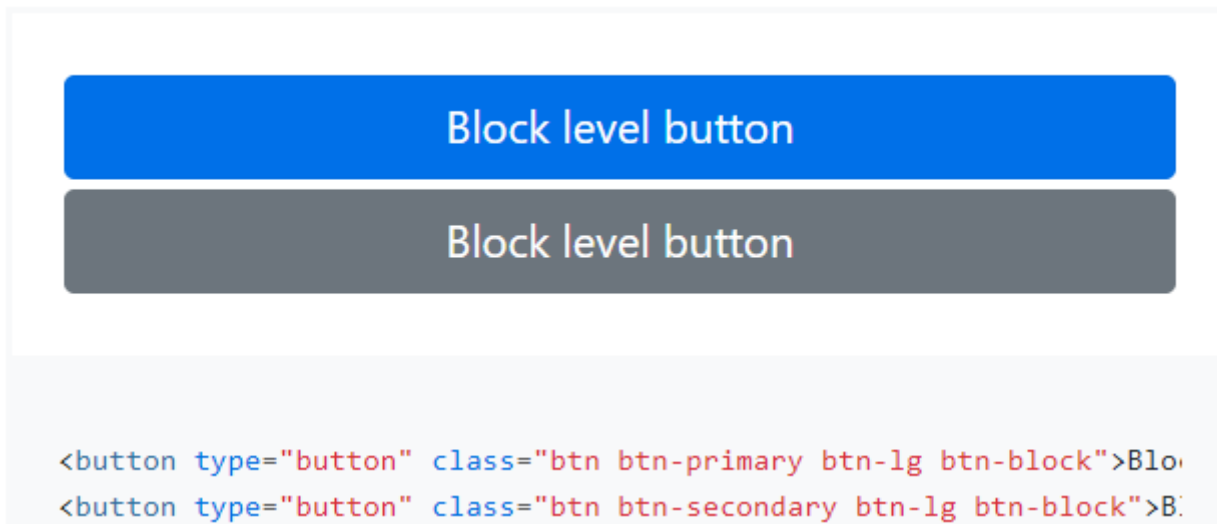 Block level button
Block level button
<button type="button" class="btn btn-primary btn-lg btn-block">Blo
<button type="button" class="btn btn-secondary btn-lg btn-block">B